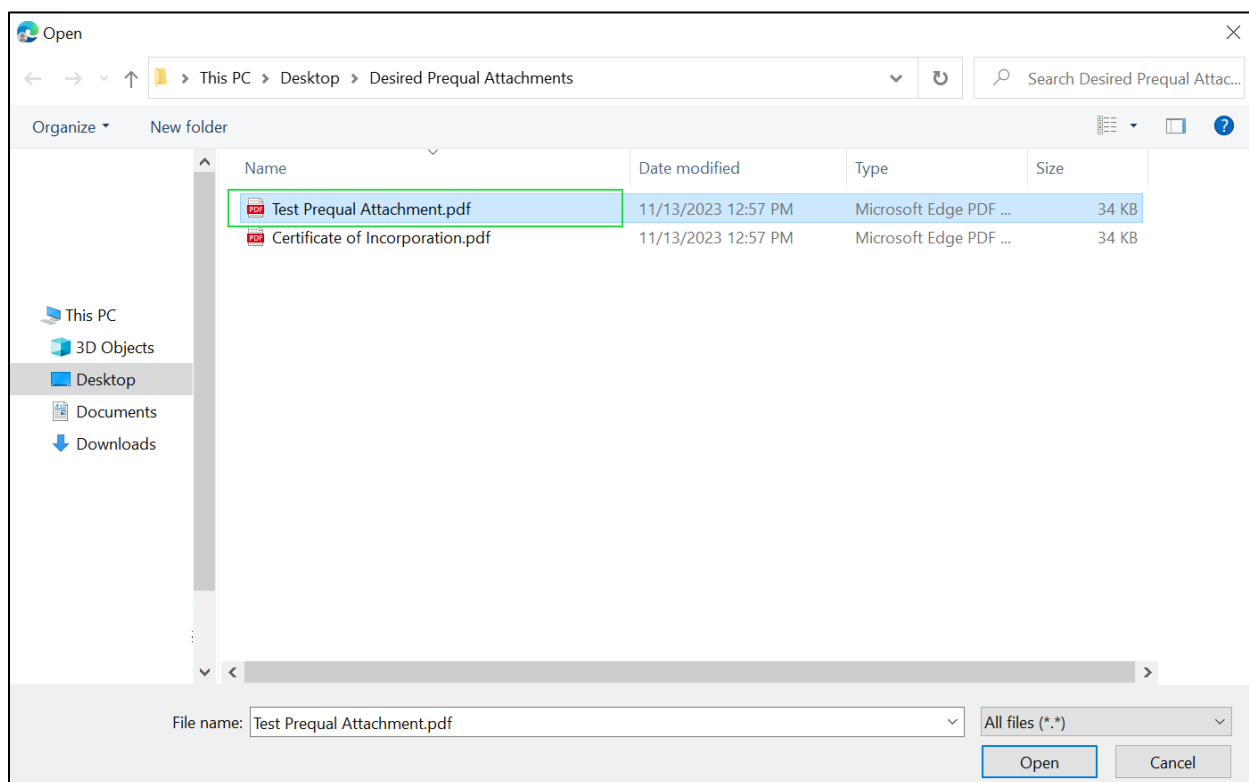 Open
This PC > Desktop > Desired Prequal Attachments
Search Desired Prequal Attac...
Organize New folder
?
Name Date modified Type Size
PDF Test Prequal Attachment.pdf 11/13/2023 12:57 PM Microsoft Edge PDF ... 34 KB
PDF Certificate of Incorporation.pdf 11/13/2023 12:57 PM Microsoft Edge PDF ... 34 KB
This PC
3D Objects
Desktop
Documents
Downloads
File name: Test Prequal Attachment.pdf All files (*.*)
Open Cancel